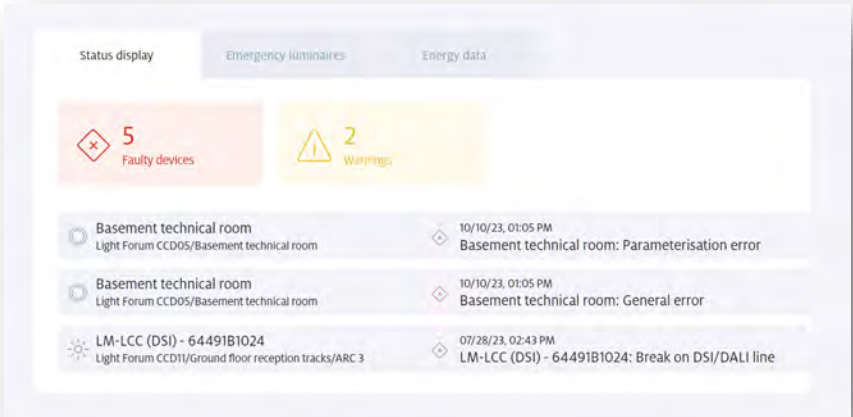 Status display
Emergency luminaires
Energy data
5
Faulty devices
2
Warnings
Basement technical room
Light Forum CCD05/Basement technical room
10/10/23, 01:05 PM
Basement technical room: Parameterisation error
Basement technical room
Light Forum CCD05/Basement technical room
10/10/23, 01:05 PM
Basement technical room: General error
LM-LCC (DSI) - 64491B1024
Light Forum CCD11/Ground floor reception tracks/ARC 3
07/28/23, 02:43 PM
LM-LCC (DSI) - 64491B1024: Break on DSI/DALI line